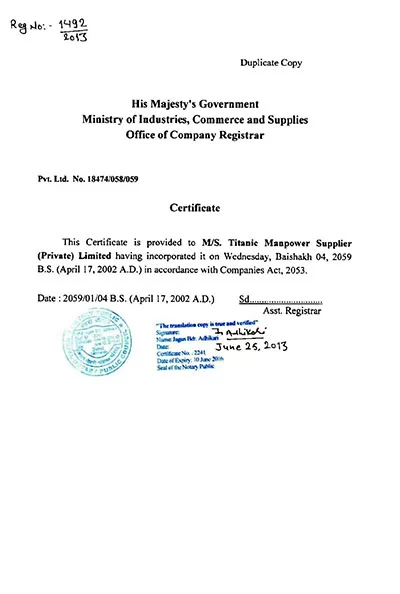 Reg No: - 1492
2013
Duplicate Copy
His Majesty's Government
Ministry of Industries, Commerce and Supplies
Office of Company Registrar
Pvt. Ltd. No. 18474/058/059
Certificate
This Certificate is provided to M/S. Titanic Manpower Supplier
(Private) Limited having incorporated it on Wednesday, Baishakh 04, 2059
B.S. (April 17, 2002 A.D.) in accordance with Companies Act, 2053.
Date : 2059/01/04 B.S. (April 17, 2002 A.D.)
Sd............................
Asst. Registrar
"The translation copy is true and verified"
Signature:
Name: Jagan Bdr. Adhikari
Date: June 25, 2013
Certificate No. : 2241
Date of Expiry: 10 June 2016
Seal of the Notary Public